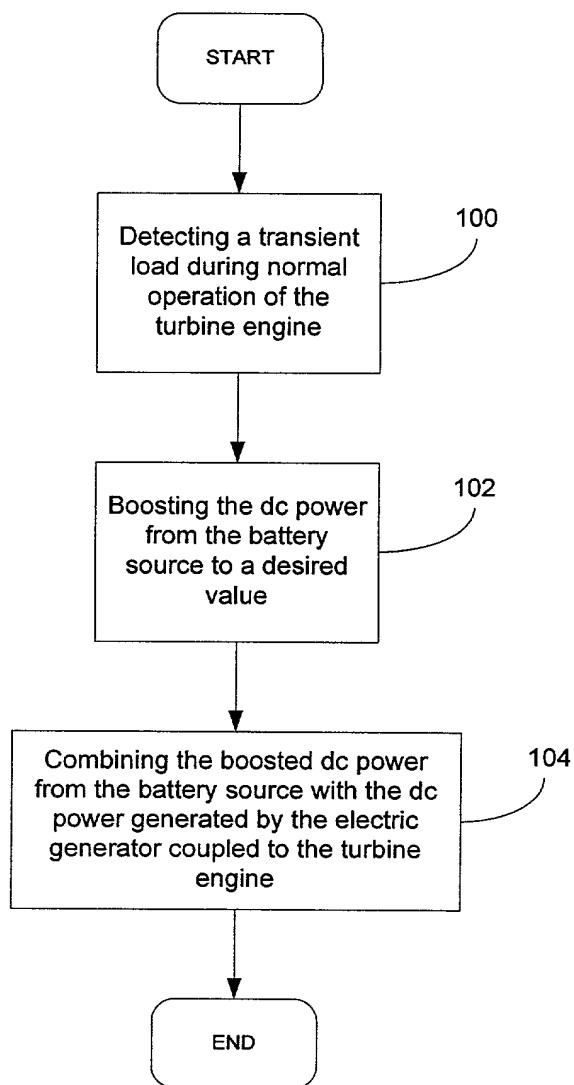 START
Detecting a transient
load during normal
operation of the
turbine engine
100
Boosting the dc power
from the battery
source to a desired
value
102
Combining the boosted dc power
from the battery source with the dc
power generated by the electric
generator coupled to the turbine
engine
104
END